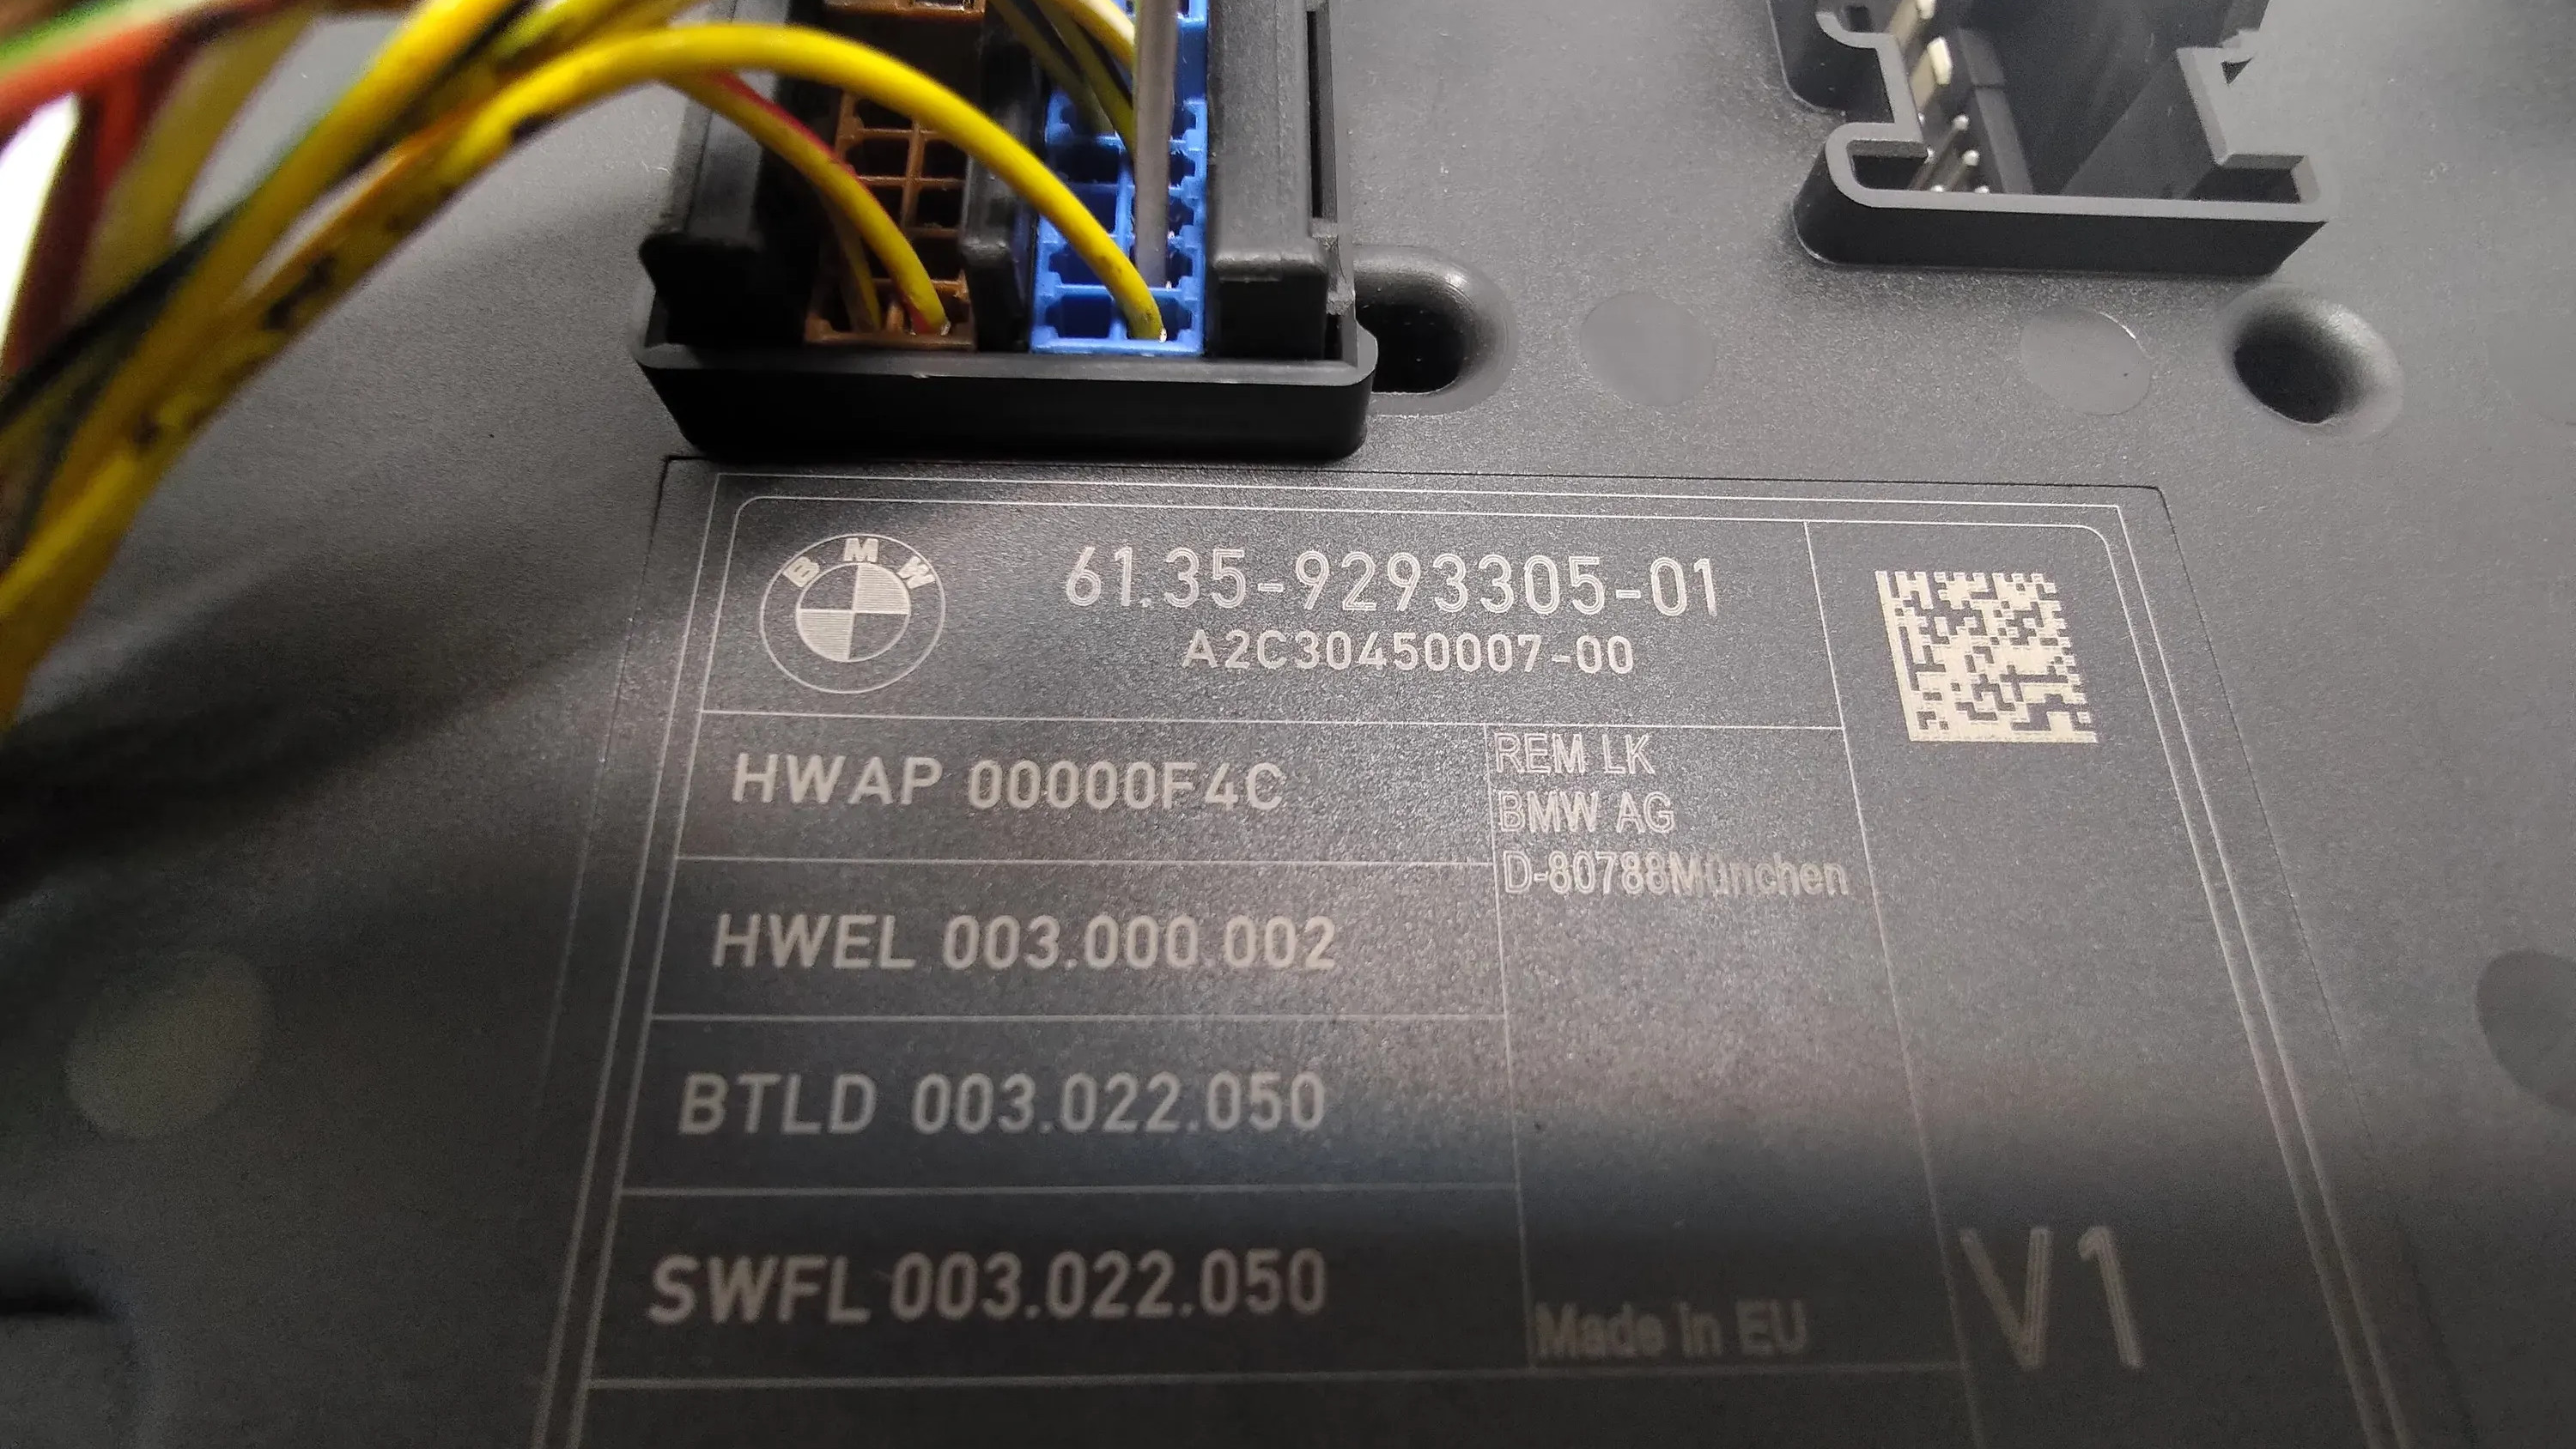 BMW
61.35-9293305-01
A2C30450007-00
HWAP 00000F4C
REM LK
BMW AG
D-80788München
HWEL 003.000.002
BTLD 003.022.050
SWFL 003.022.050
Made in EU
V1